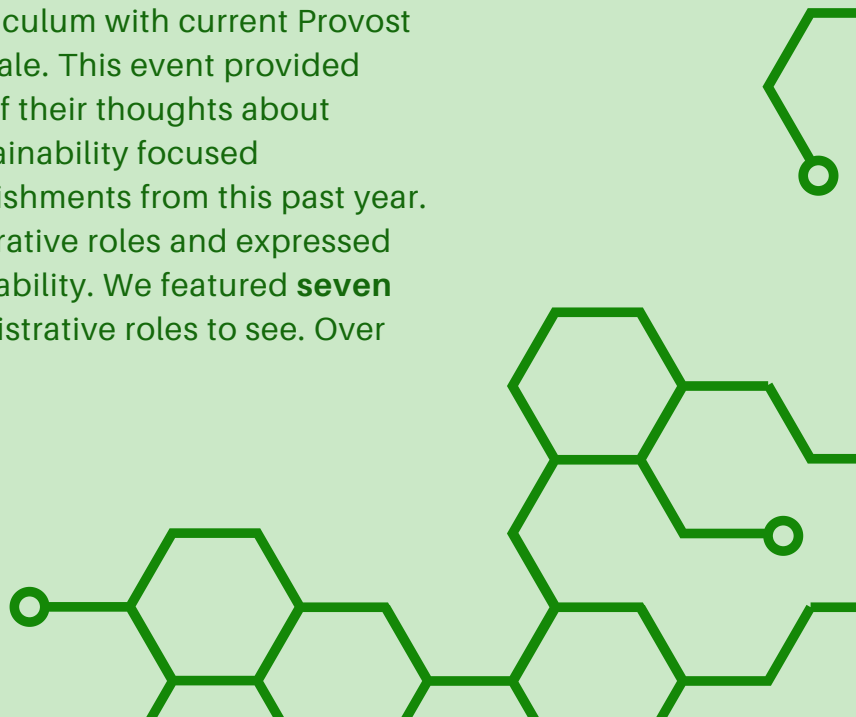 culum with current Provost
ale. This event provided
f their thoughts about
ainability focused
ishments from this past year.
rative roles and expressed
ability. We featured seven
istrative roles to see. Over